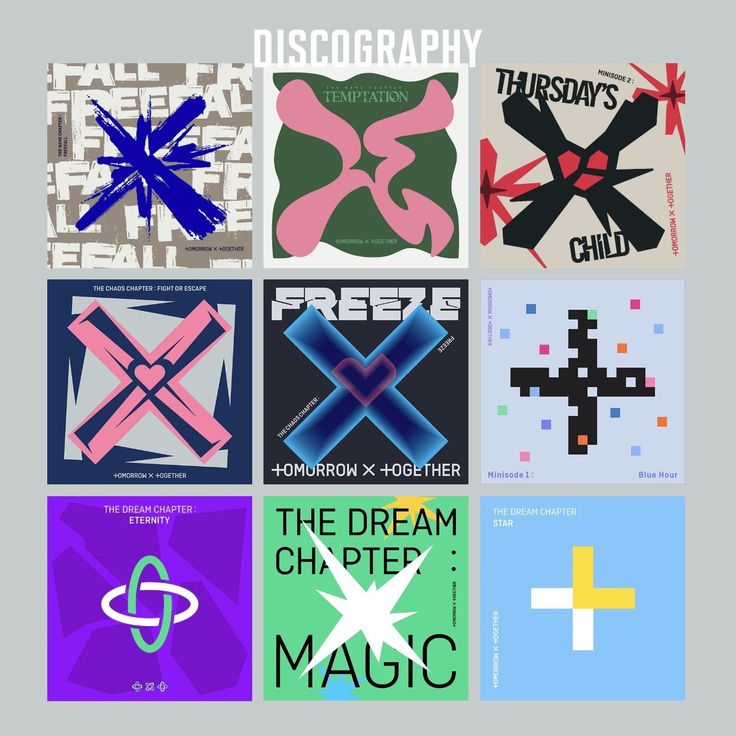 DISCOGRAPHY
FREEFALL
THE NAME CHAPTER :
FREEFALL
TOMORROW X TOGETHER
THE NAME CHAPTER :
TEMPTATION
TOMORROW X TOGETHER
MINISODE 2 :
THURSDAY'S
CHILD
TOMORROW X TOGETHER
THE CHAOS CHAPTER : FIGHT OR ESCAPE
TOMORROW X TOGETHER
FREEZE
FREEZE
THE CHAOS CHAPTER :
TOMORROW X TOGETHER
TOMORROW X
TOGETHER
Minisode 1 :
Blue Hour
THE DREAM CHAPTER :
ETERNITY
THE DREAM
CHAPTER :
TOMORROW X TOGETHER
MAGIC
THE DREAM CHAPTER :
STAR
TOMORROW X TOGETHER